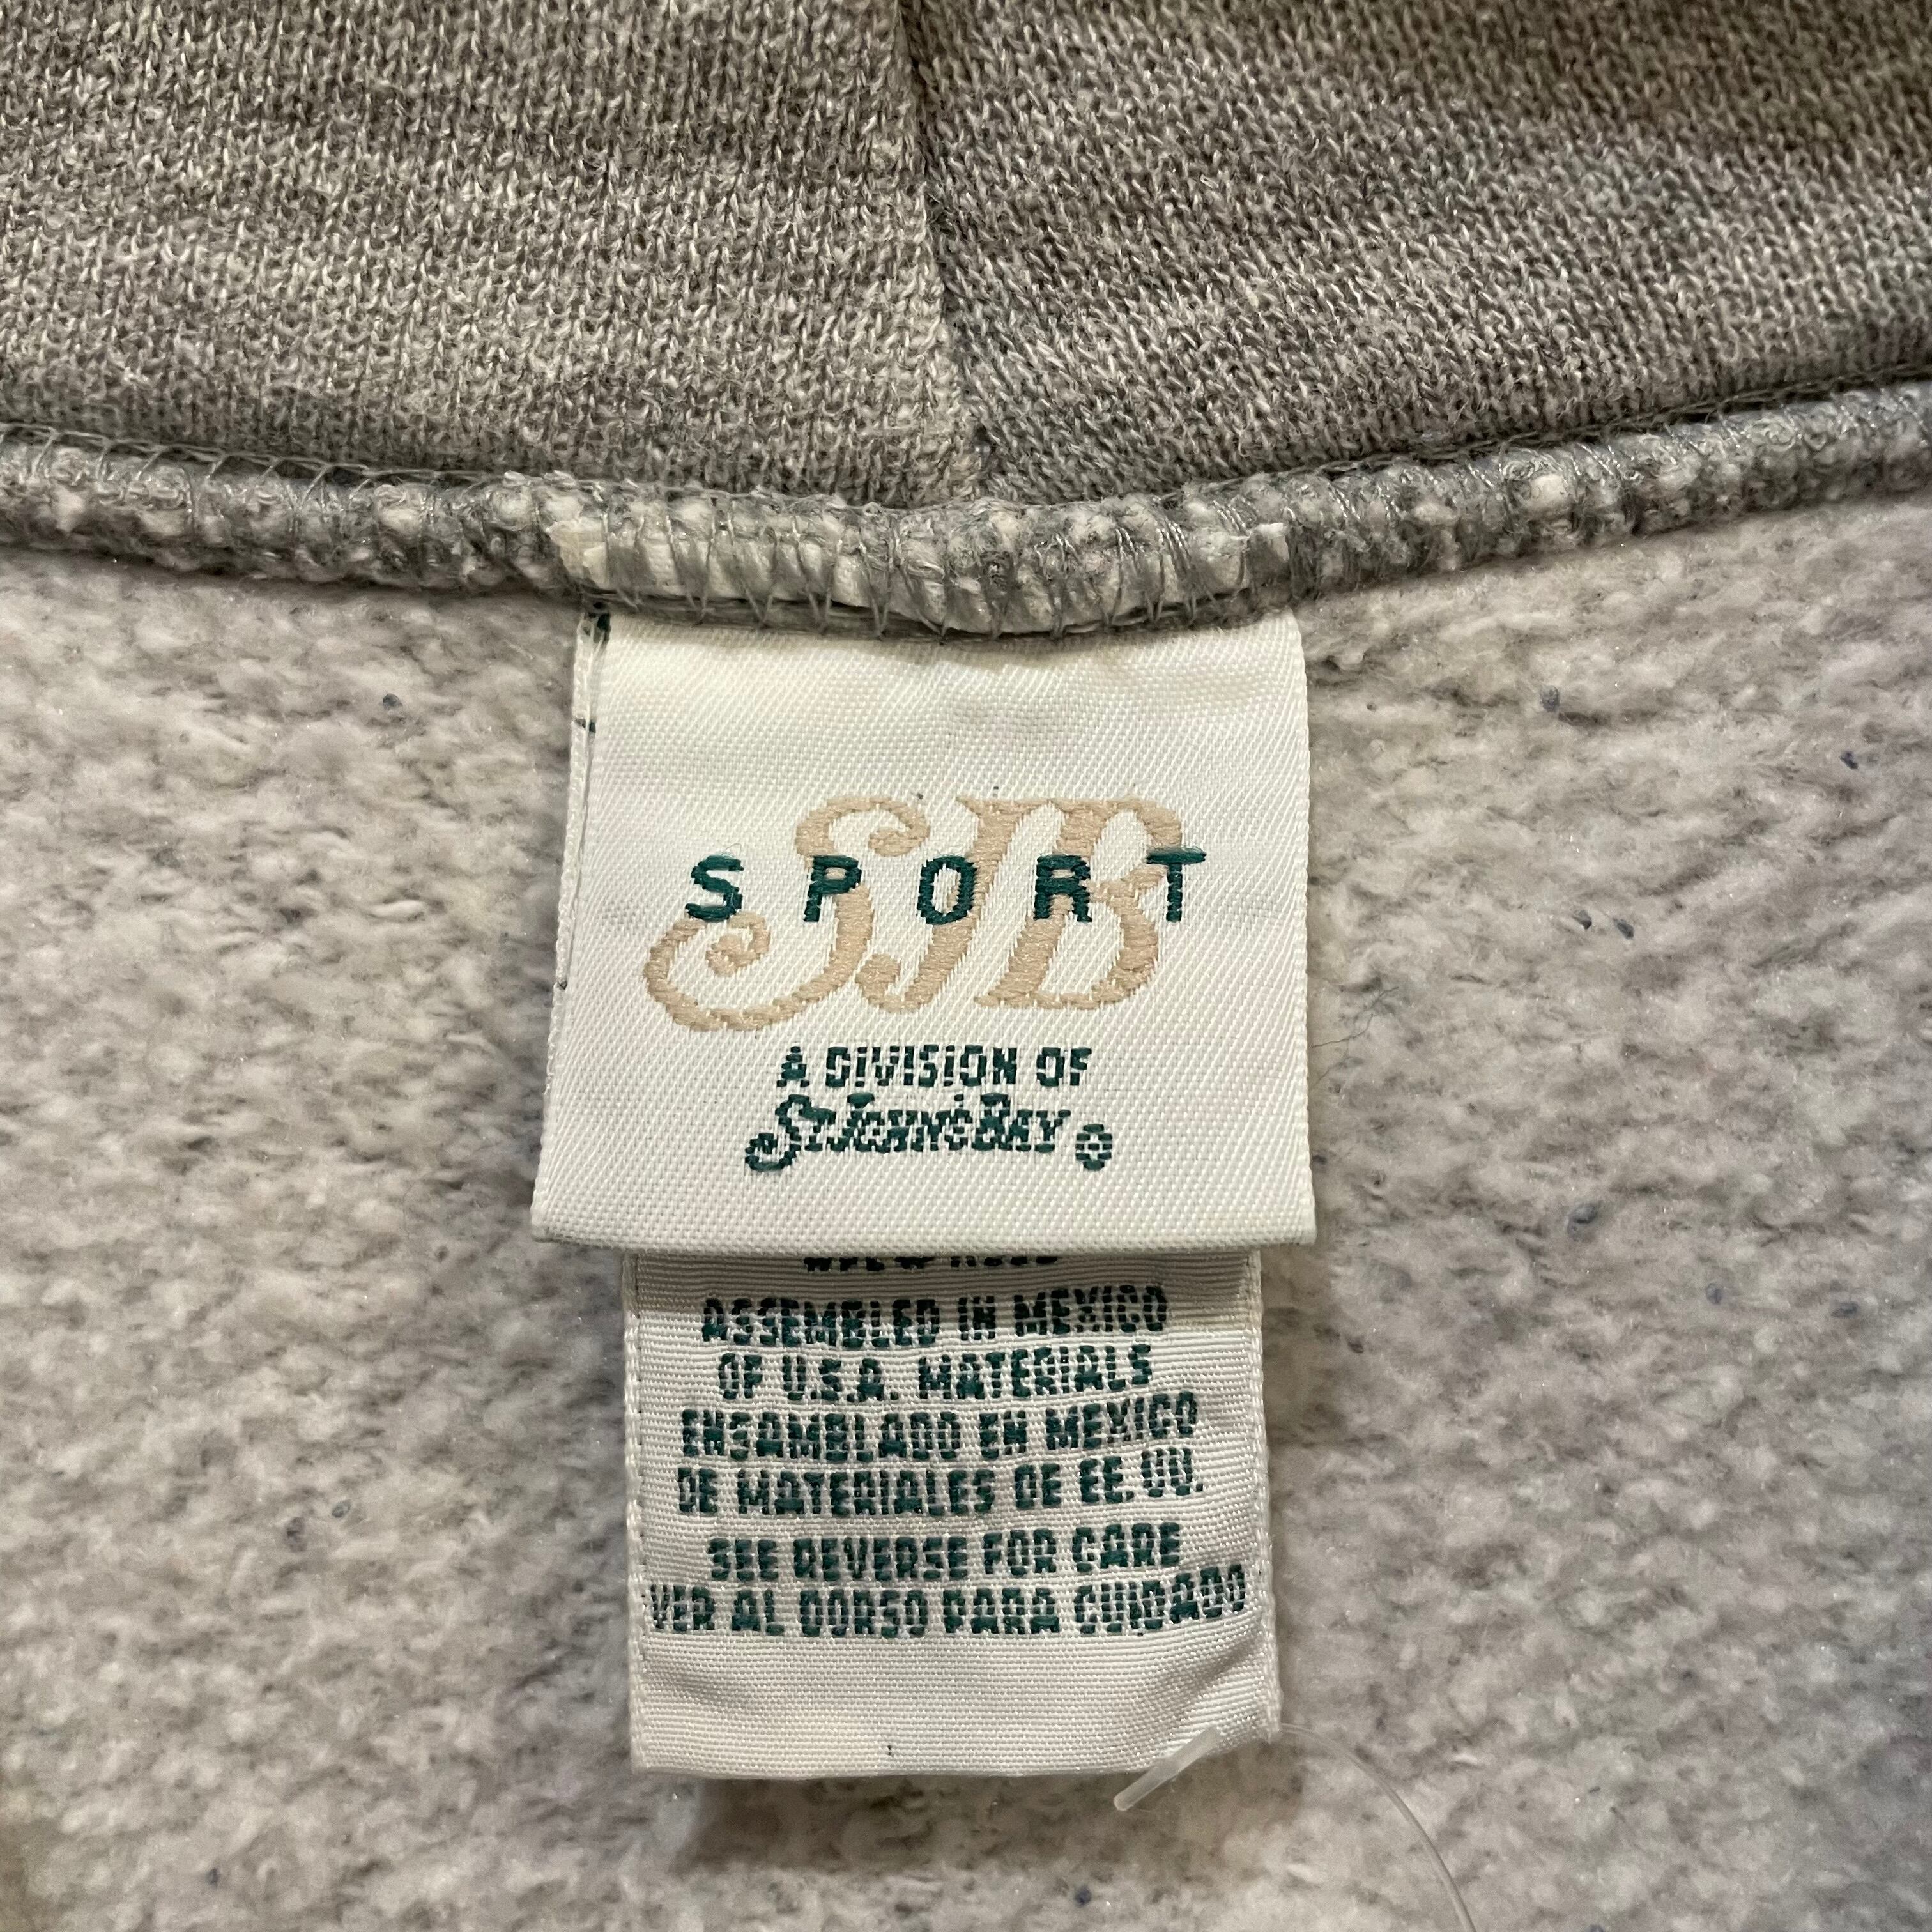 SJB
SPORT
A DIVISION OF
ST. JOHN'S BAY ®
ASSEMBLED IN MEXICO
OF U.S.A. MATERIALS
ENSAMBLADO EN MEXICO
DE MATERIALES DE EE. UU.
SEE REVERSE FOR CARE
VER AL DORSO PARA CUIDADO